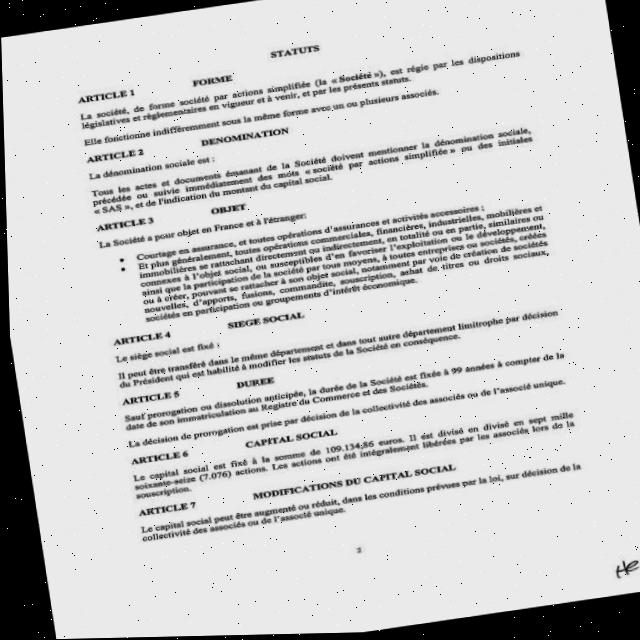 STATUTS
ARTICLE 1 FORME
La société, de forme société par actions simplifiée (la « Société »), est régie par les dispositions
législatives et règlementaires en vigueur et à venir, et par les présents statuts.
Elle fonctionne indifféremment sous la même forme avec un ou plusieurs associés.
ARTICLE 2 DENOMINATION
La dénomination sociale est :
Tous les actes et documents émanant de la Société doivent mentionner la dénomination sociale,
précédée ou suivie immédiatement des mots « société par actions simplifiée » ou des initiales
« SAS », et de l'indication du montant du capital social.
ARTICLE 3 OBJET
La Société a pour objet en France et à l'étranger:
• Courtage en assurance, et toutes opérations d'assurances et activités accessoires ;
• Et plus généralement, toutes opérations commerciales, financières, industrielles, mobilières et
immobilières se rattachant directement ou indirectement, en totalité ou en partie, similaires ou
connexes à l'objet social, ou susceptibles d'en favoriser l'exploitation ou le développement,
ainsi que la participation de la société par tous moyens, à toutes entreprises ou sociétés, créées
ou à créer, pouvant se rattacher à son objet social, notamment par voie de création de sociétés
nouvelles, d'apports, fusions, commandite, souscription, achat de titres ou droits sociaux,
sociétés en participation ou groupements d'intérêt économique.
ARTICLE 4 SIEGE SOCIAL
Le siège social est fixé :
Il peut être transféré dans le même département et dans tout autre département limitrophe par décision
du Président qui est habilité à modifier les statuts de la Société en conséquence.
ARTICLE 5 DUREE
Sauf prorogation ou dissolution anticipée, la durée de la Société est fixée à 99 années à compter de la
date de son immatriculation au Registre du Commerce et des Sociétés.
La décision de prorogation est prise par décision de la collectivité des associés ou de l'associé unique.
ARTICLE 6 CAPITAL SOCIAL
Le capital social est fixé à la somme de 109.134,86 euros. Il est divisé en divisé en sept mille
soixante-seize (7.076) actions. Les actions ont été intégralement libérées par les associés lors de la
souscription.
ARTICLE 7 MODIFICATIONS DU CAPITAL SOCIAL
Le capital social peut être augmenté ou réduit, dans les conditions prévues par la loi, sur décision de la
collectivité des associés ou de l'associé unique.
2